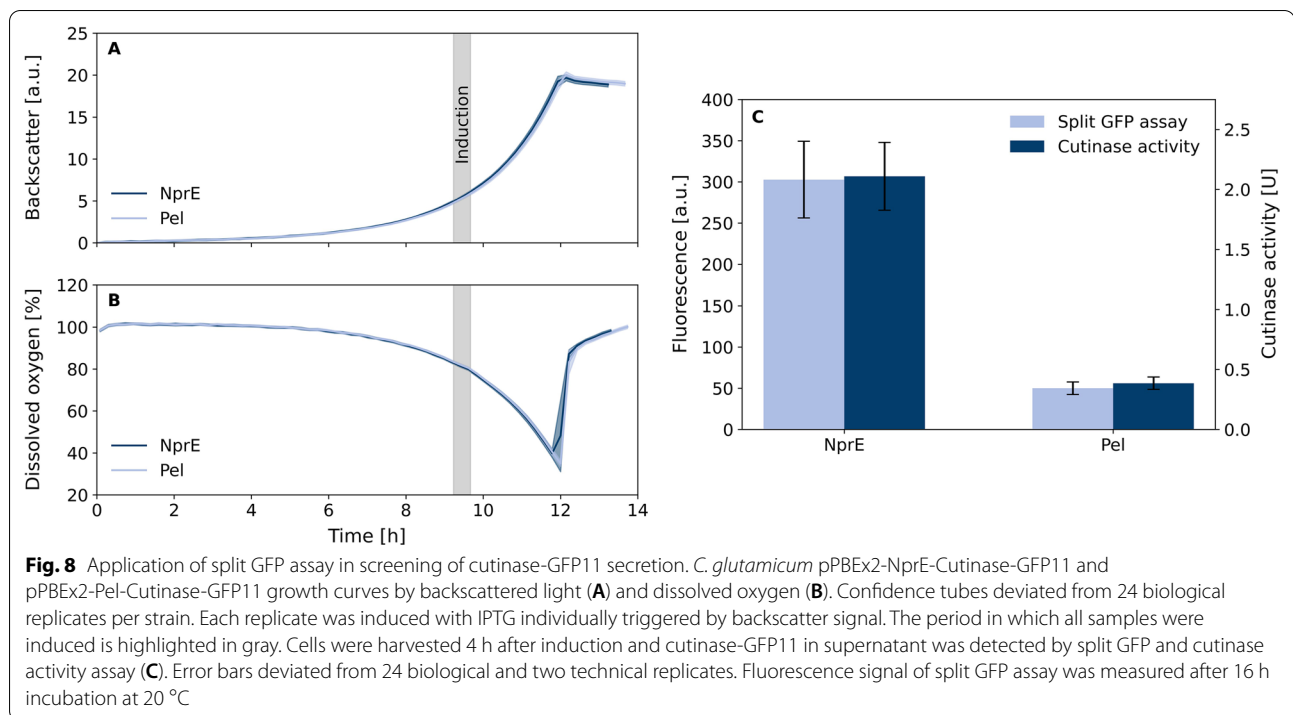 A
Backscatter [a.u.]
25
20
15
10
5
0
Induction
NprE
Pel
B
Dissolved oxygen [%]
120
100
80
60
40
20
NprE
Pel
0 2 4 6 8 10 12 14
Time [h]
C
Fluorescence [a.u.]
400
350
300
250
200
150
100
50
0
Split GFP assay
Cutinase activity
2.5
2.0
1.5
1.0
0.5
0.0
Cutinase activity [U]
NprE Pel
Fig. 8 Application of split GFP assay in screening of cutinase-GFP11 secretion. C. glutamicum pPBEx2-NprE-Cutinase-GFP11 and
pPBEx2-Pel-Cutinase-GFP11 growth curves by backscattered light (A) and dissolved oxygen (B). Confidence tubes deviated from 24 biological
replicates per strain. Each replicate was induced with IPTG individually triggered by backscatter signal. The period in which all samples were
induced is highlighted in gray. Cells were harvested 4 h after induction and cutinase-GFP11 in supernatant was detected by split GFP and cutinase
activity assay (C). Error bars deviated from 24 biological and two technical replicates. Fluorescence signal of split GFP assay was measured after 16 h
incubation at 20 °C